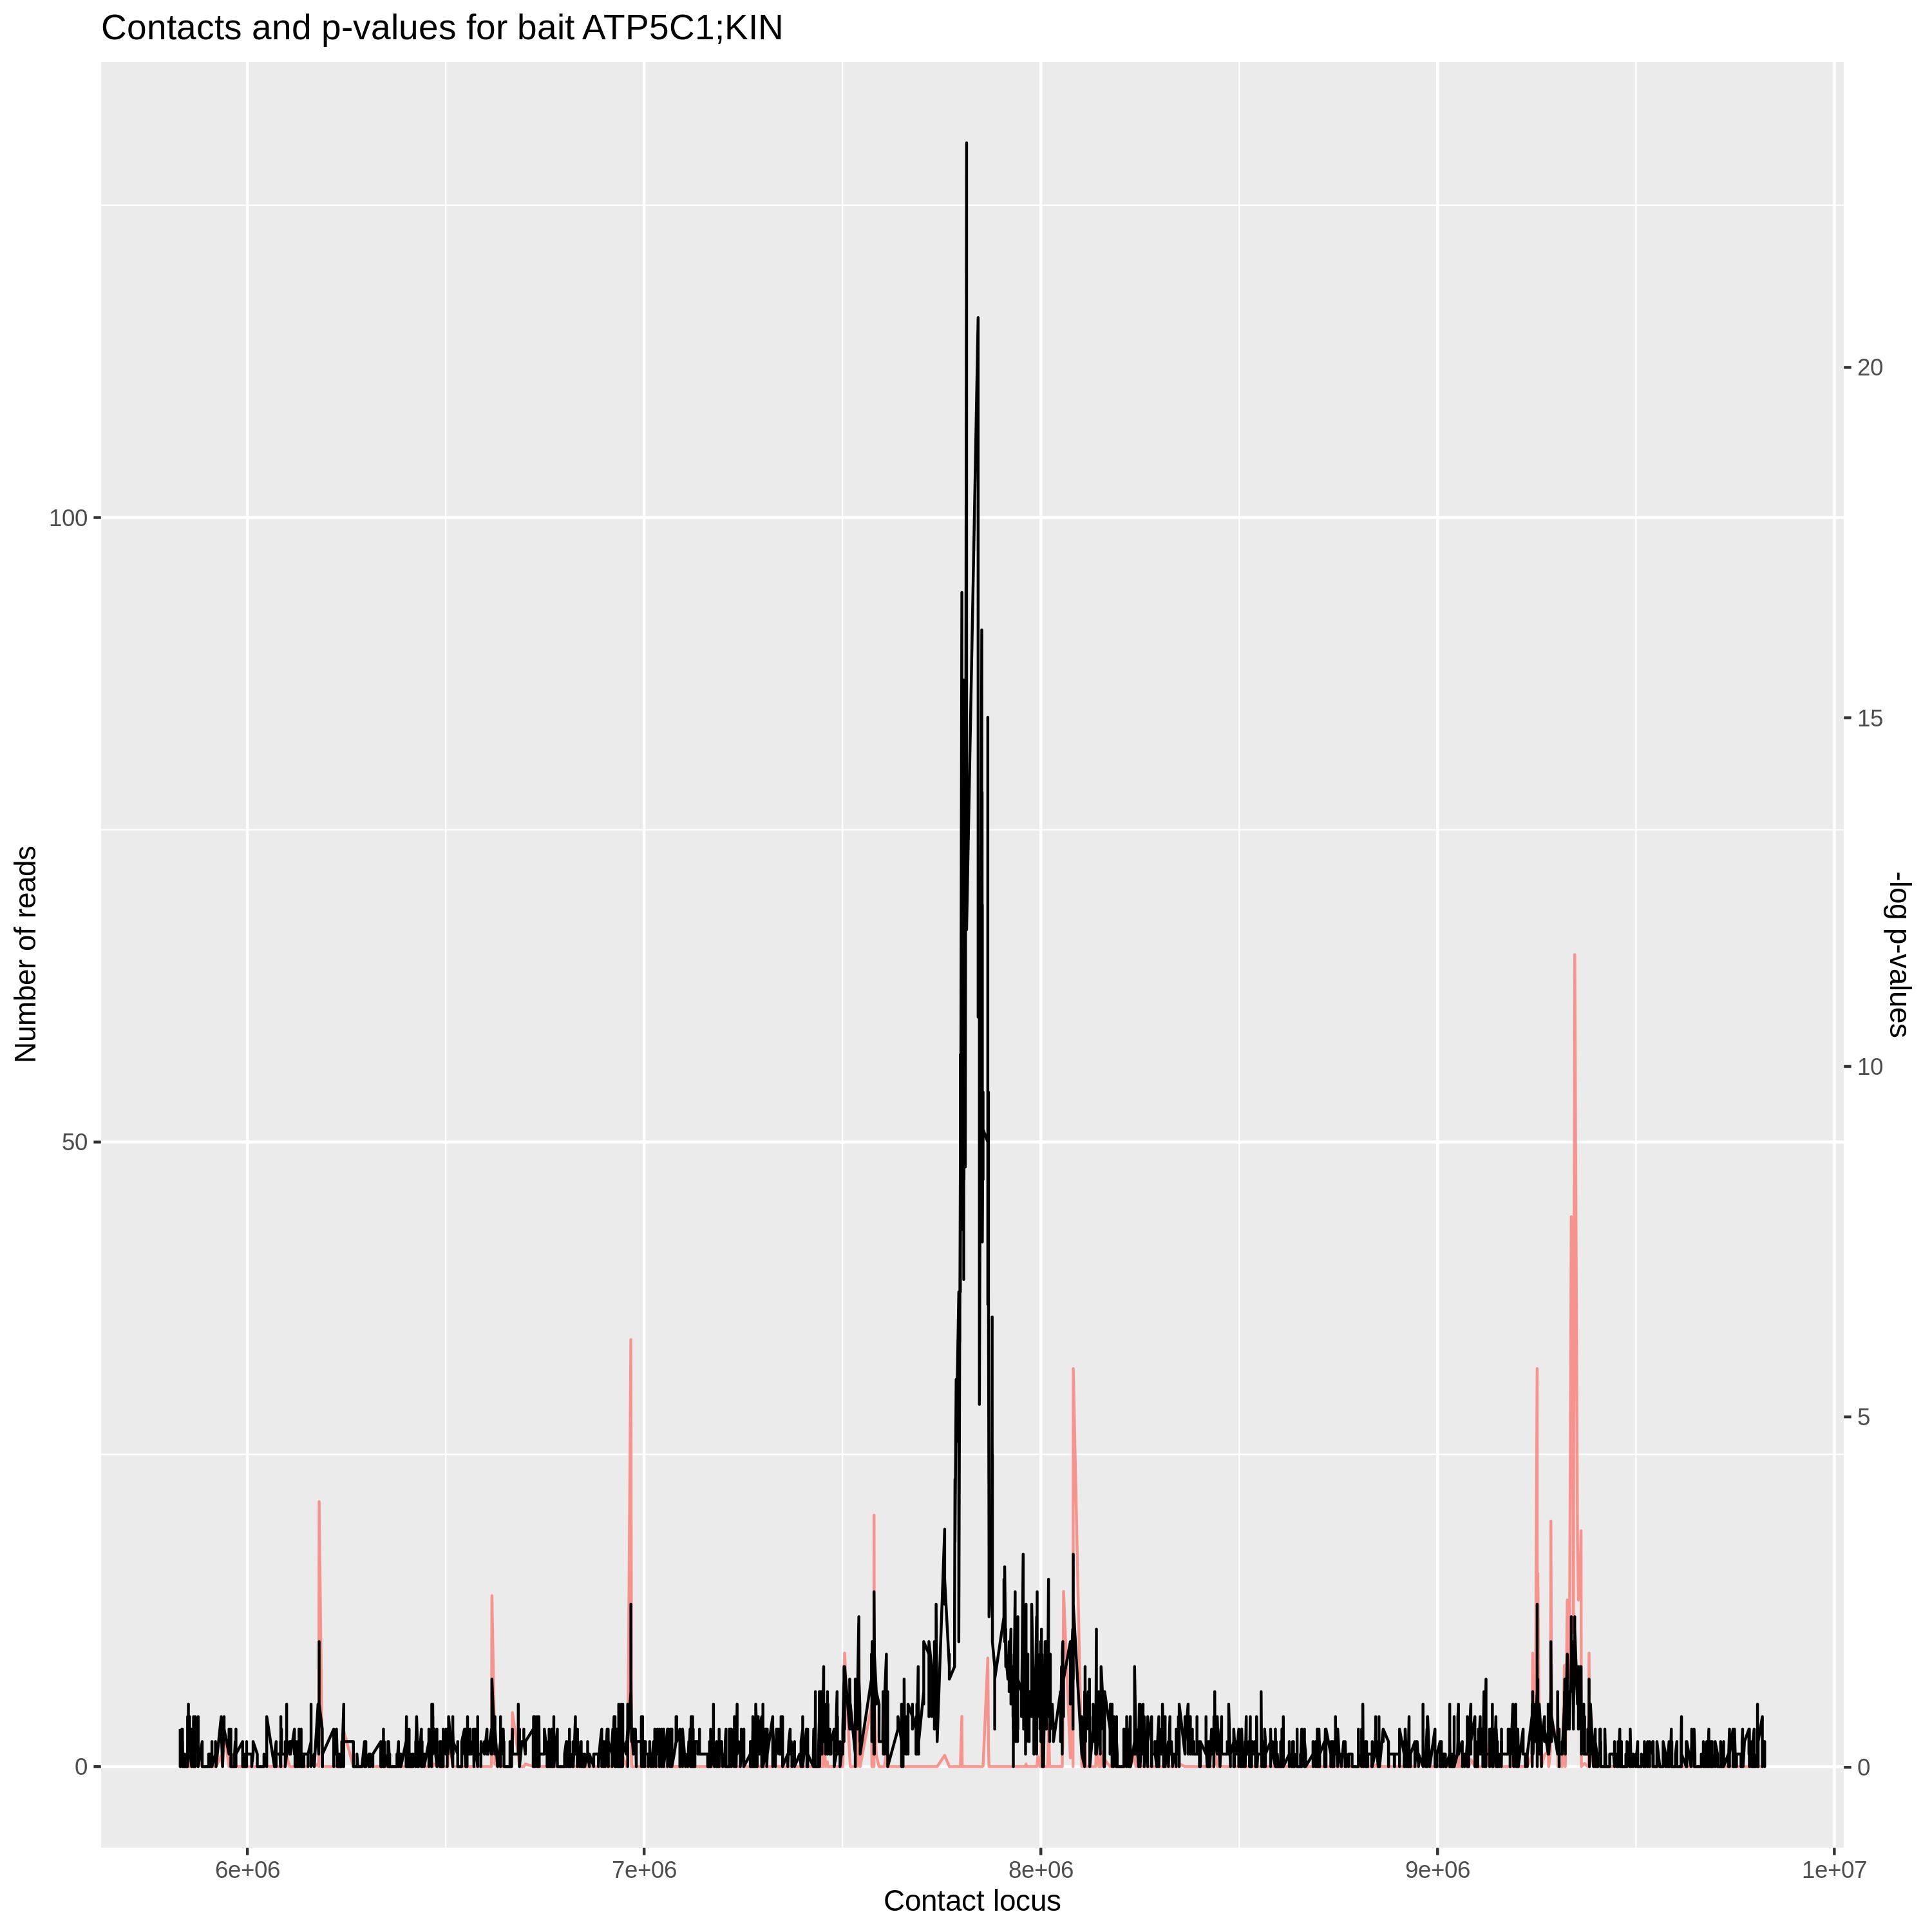 Contacts and p-values for bait ATP5C1;KIN
Number of reads
100
50
0
20
15
10
5
0
-log p-values
6e+06
7e+06
8e+06
9e+06
1e+07
Contact locus